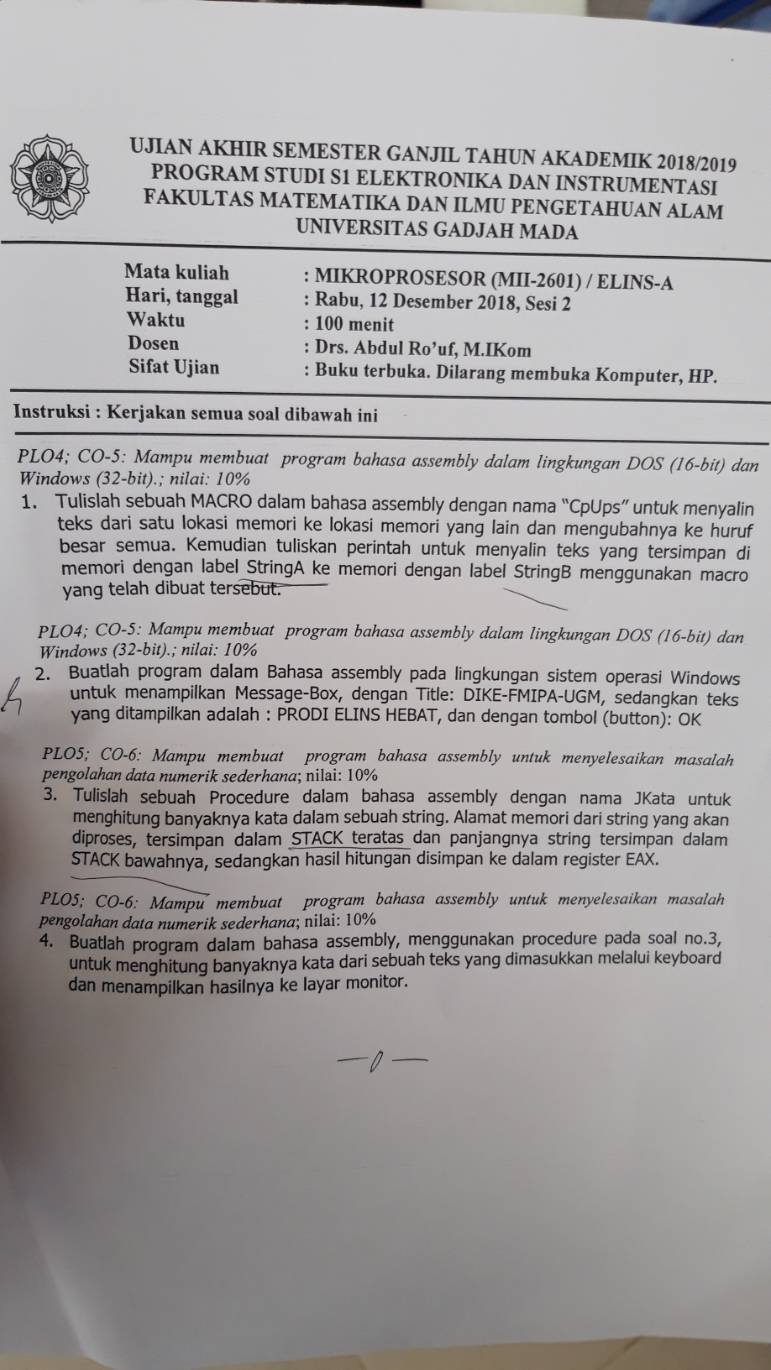 UJIAN AKHIR SEMESTER GANJIL TAHUN AKADEMIK 2018/2019
PROGRAM STUDI S1 ELEKTRONIKA DAN INSTRUMENTASI
FAKULTAS MATEMATIKA DAN ILMU PENGETAHUAN ALAM
UNIVERSITAS GADJAH MADA
Mata kuliah : MIKROPROSESOR (MII-2601) / ELINS-A
Hari, tanggal : Rabu, 12 Desember 2018, Sesi 2
Waktu : 100 menit
Dosen : Drs. Abdul Ro'uf, M.IKom
Sifat Ujian : Buku terbuka. Dilarang membuka Komputer, HP.
Instruksi : Kerjakan semua soal dibawah ini
PLO4; CO-5: Mampu membuat program bahasa assembly dalam lingkungan DOS (16-bit) dan
Windows (32-bit).; nilai: 10%
1. Tulislah sebuah MACRO dalam bahasa assembly dengan nama “CpUps” untuk menyalin
teks dari satu lokasi memori ke lokasi memori yang lain dan mengubahnya ke huruf
besar semua. Kemudian tuliskan perintah untuk menyalin teks yang tersimpan di
memori dengan label StringA ke memori dengan label StringB menggunakan macro
yang telah dibuat tersebut.
PLO4; CO-5: Mampu membuat program bahasa assembly dalam lingkungan DOS (16-bit) dan
Windows (32-bit).; nilai: 10%
2. Buatlah program dalam Bahasa assembly pada lingkungan sistem operasi Windows
untuk menampilkan Message-Box, dengan Title: DIKE-FMIPA-UGM, sedangkan teks
yang ditampilkan adalah : PRODI ELINS HEBAT, dan dengan tombol (button): OK
PLO5; CO-6: Mampu membuat program bahasa assembly untuk menyelesaikan masalah
pengolahan data numerik sederhana; nilai: 10%
3. Tulislah sebuah Procedure dalam bahasa assembly dengan nama JKata untuk
menghitung banyaknya kata dalam sebuah string. Alamat memori dari string yang akan
diproses, tersimpan dalam STACK teratas dan panjangnya string tersimpan dalam
STACK bawahnya, sedangkan hasil hitungan disimpan ke dalam register EAX.
PLO5; CO-6: Mampu membuat program bahasa assembly untuk menyelesaikan masalah
pengolahan data numerik sederhana; nilai: 10%
4. Buatlah program dalam bahasa assembly, menggunakan procedure pada soal no.3,
untuk menghitung banyaknya kata dari sebuah teks yang dimasukkan melalui keyboard
dan menampilkan hasilnya ke layar monitor.